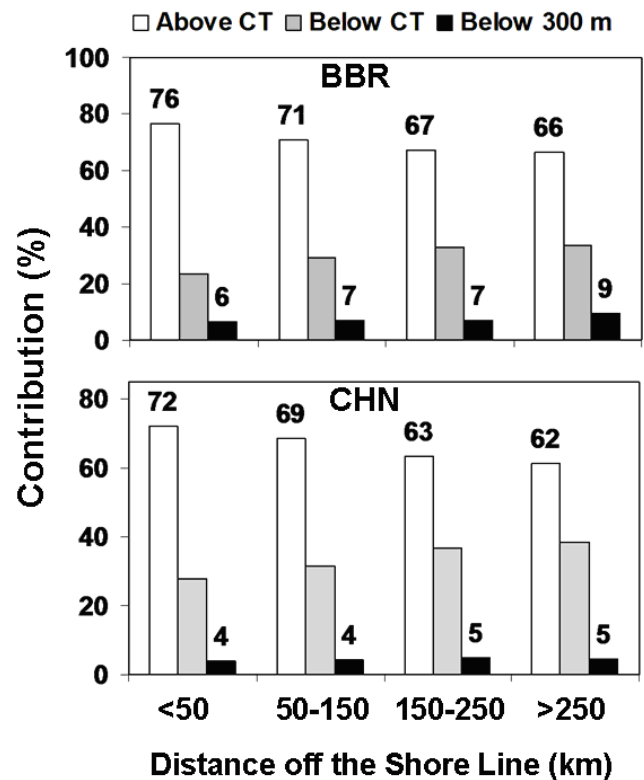 Above CT Below CT Below 300 m
BBR
100
80
60
40
20
0
76 71 67 66
6 7 7 9
Contribution (%)
CHN
80
60
40
20
0
72 69 63 62
4 4 5 5
<50 50-150 150-250 >250
Distance off the Shore Line (km)